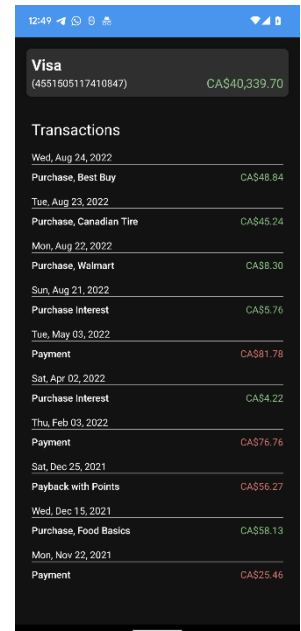 12:49
Visa
(4551505117410847) CA$40,339.70
Transactions
Wed, Aug 24, 2022
Purchase, Best Buy CA$48.84
Tue, Aug 23, 2022
Purchase, Canadian Tire CA$45.24
Mon, Aug 22, 2022
Purchase, Walmart CA$8.30
Sun, Aug 21, 2022
Purchase Interest CA$5.76
Tue, May 03, 2022
Payment CA$81.78
Sat, Apr 02, 2022
Purchase Interest CA$4.22
Thu, Feb 03, 2022
Payment CA$76.76
Sat, Dec 25, 2021
Payback with Points CA$56.27
Wed, Dec 15, 2021
Purchase, Food Basics CA$58.13
Mon, Nov 22, 2021
Payment CA$25.46